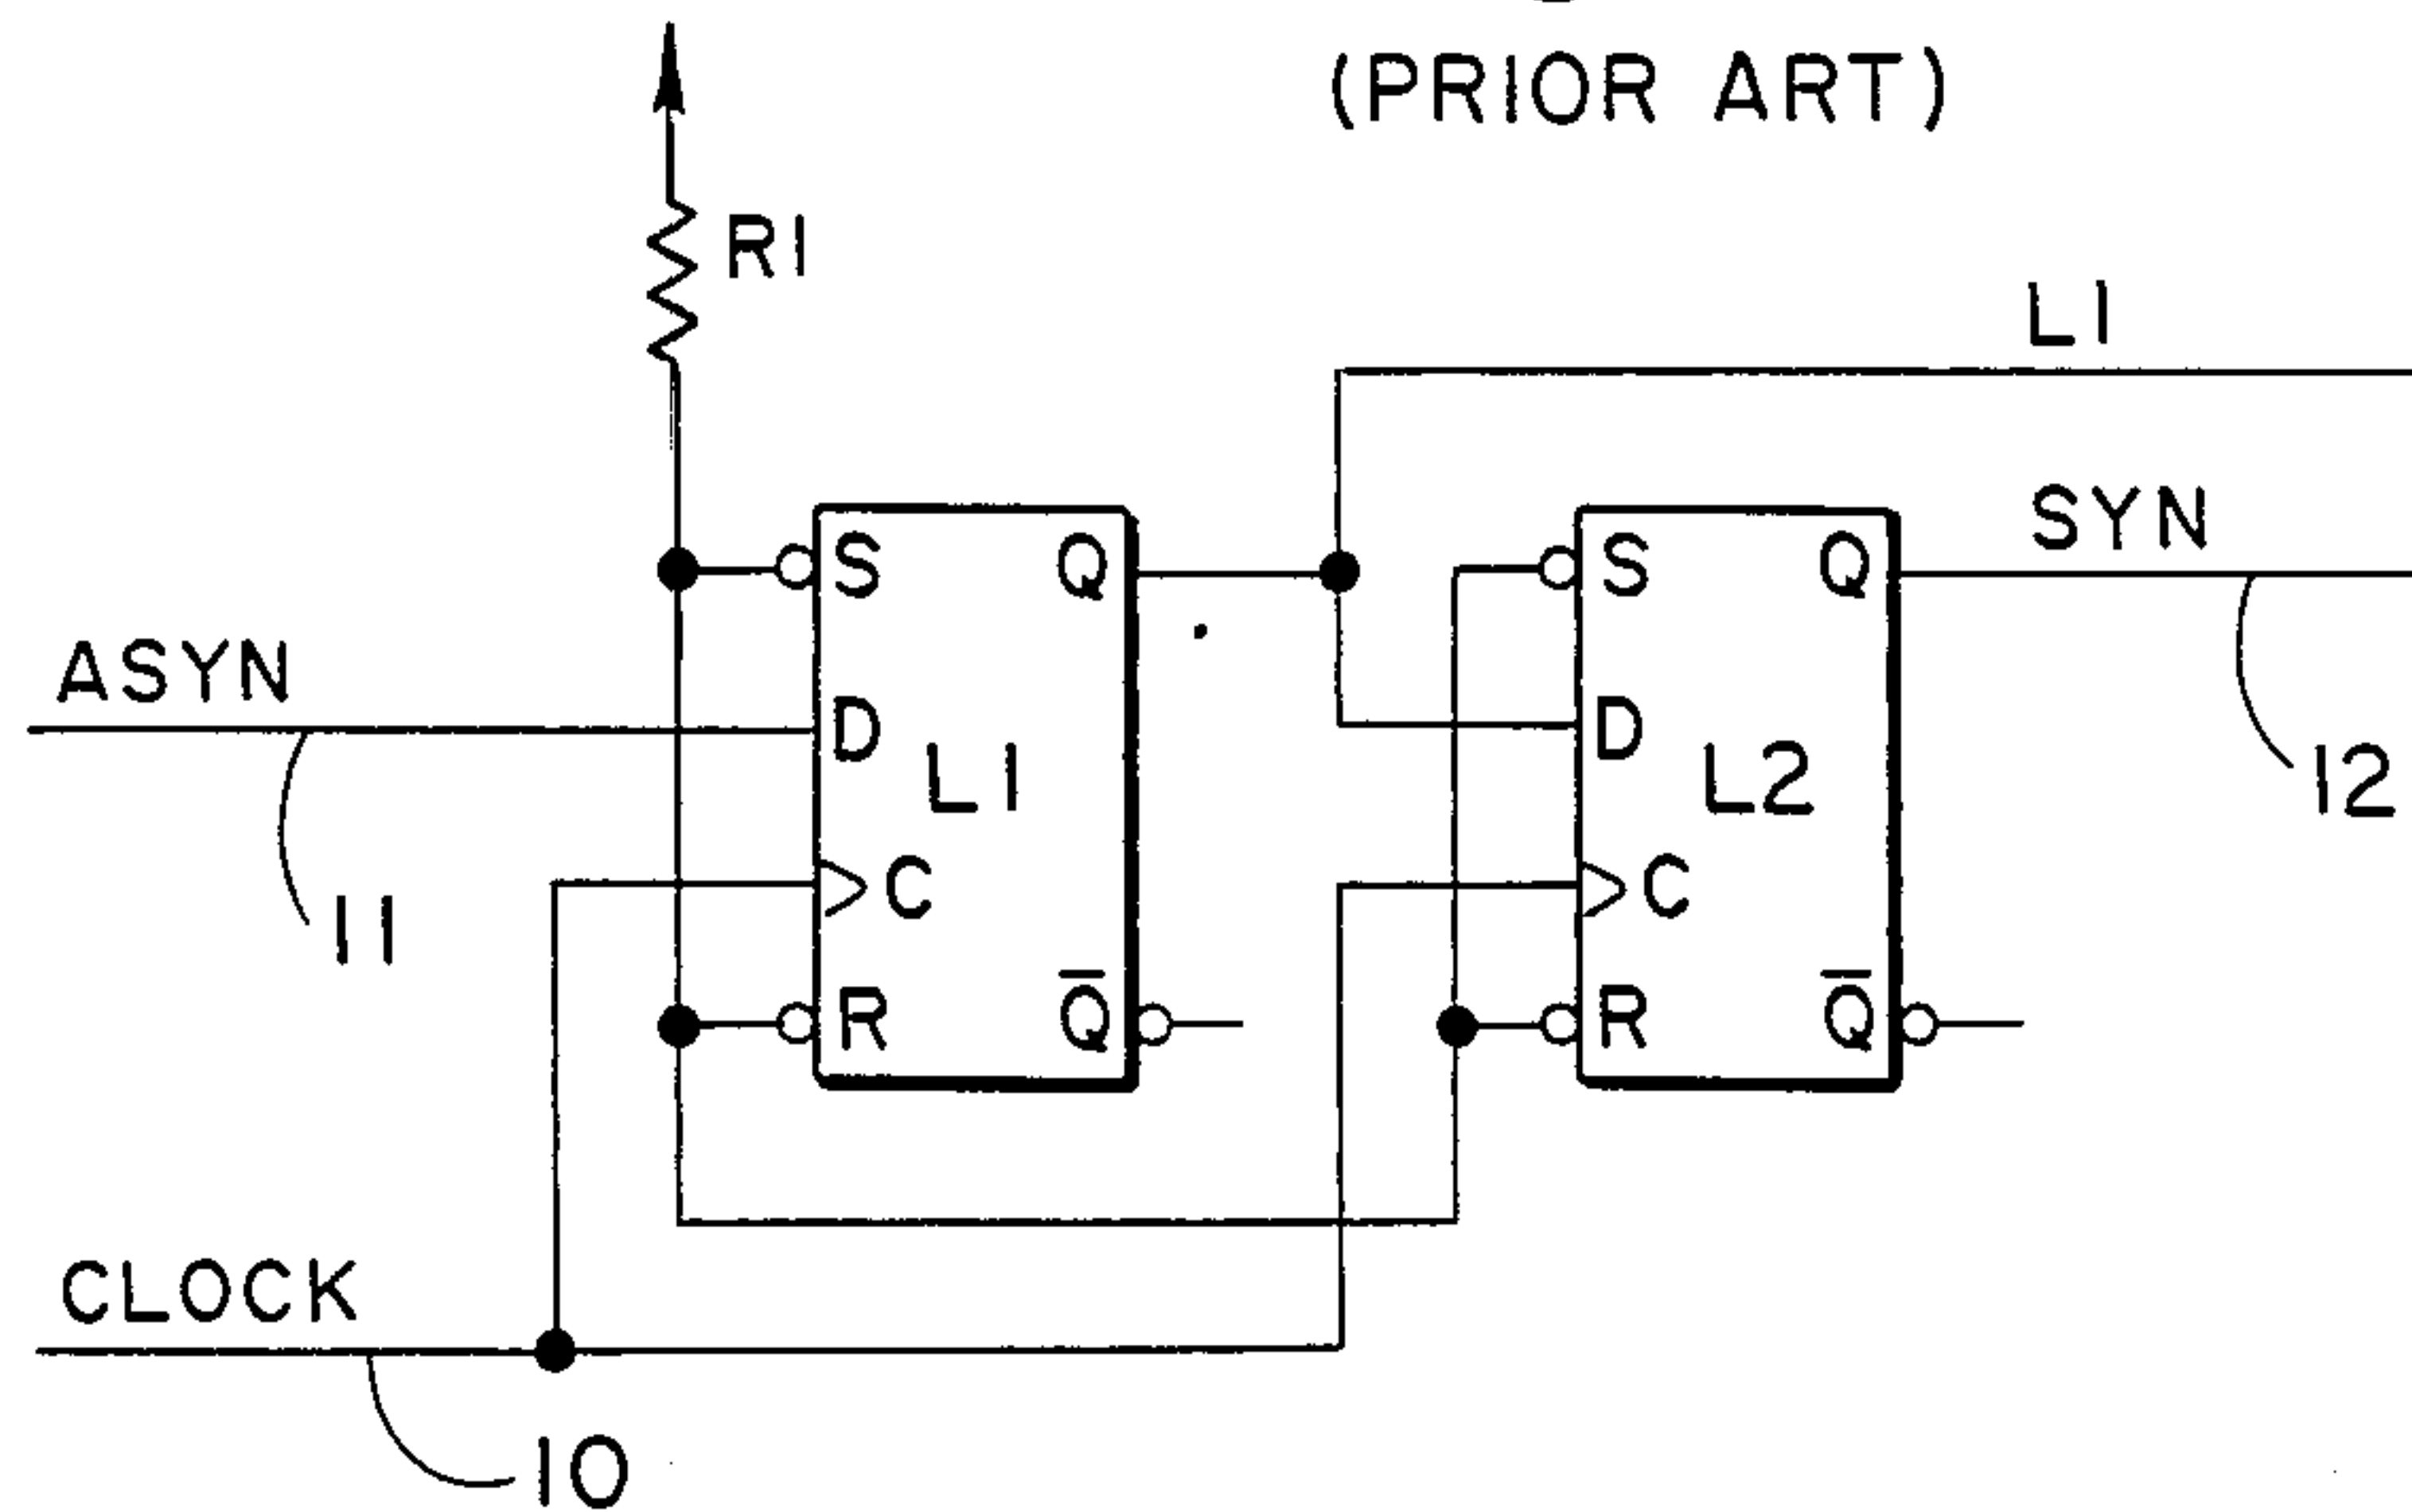 (PRIOR ART)
R1
L1
SYN
S Q
S Q
ASYN
D
L1
D
L2
12
C
C
11
R Q̅
R Q̅
CLOCK
10